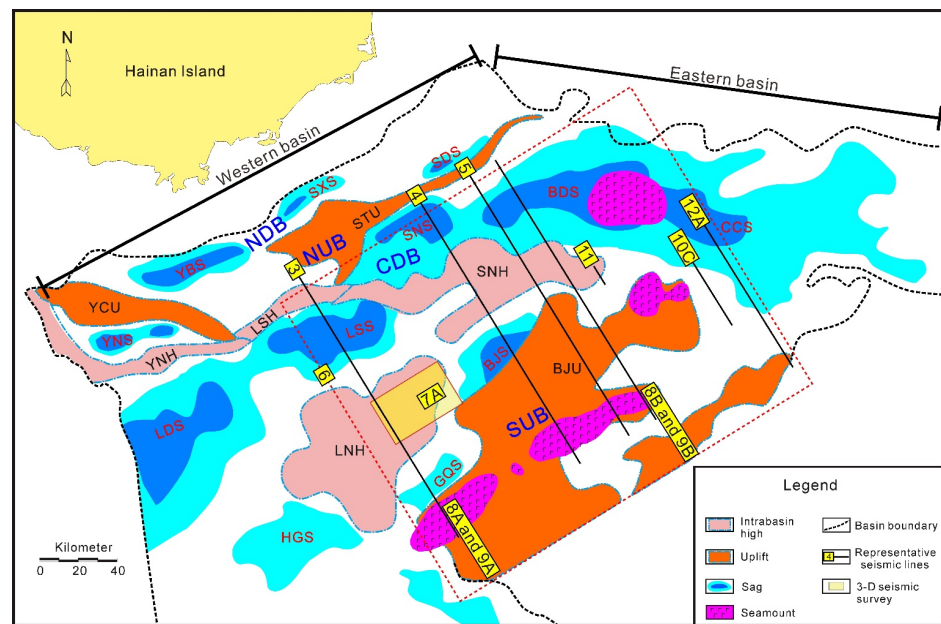 N
Hainan Island
Western basin
Eastern basin
SDS
SXS
5
BDS
STU
4
12A
NDB
NUB
SNS
CCS
YBS
CDB
10C
3
SNH
11
YCU
LSH
LSS
YNS
YNH
BJS
BJU
6
7A
LDS
SUB
8B and 9B
LNH
GQS
8A and 9A
HGS
Kilometer
0 20 40
Legend
Intrabasin
high
Basin boundary
Uplift
4
Representative
seismic lines
Sag
3-D seismic
survey
Seamount